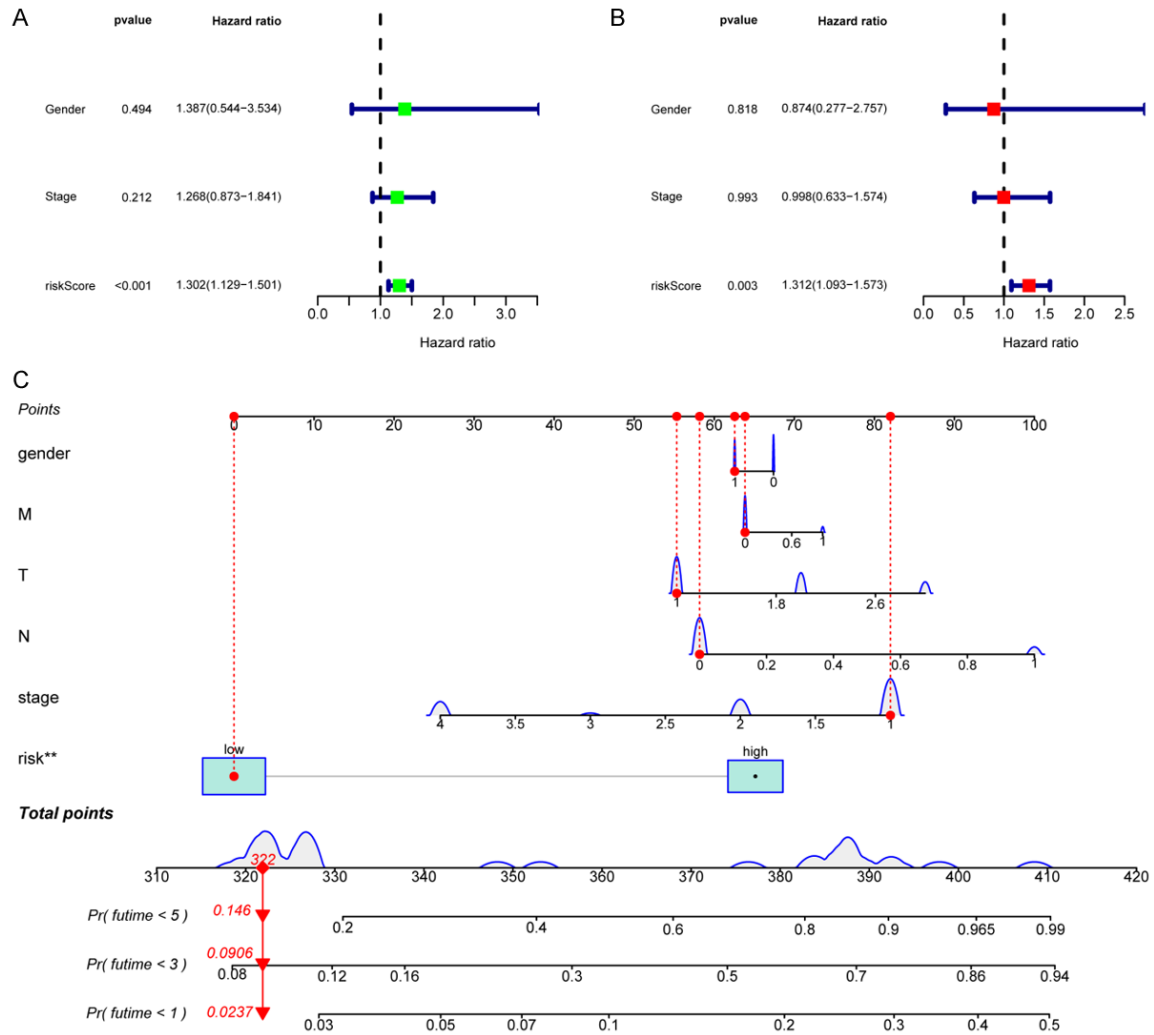 A
pvalue Hazard ratio
Gender 0.494 1.387(0.544−3.534)
Stage 0.212 1.268(0.873−1.841)
riskScore <0.001 1.302(1.129−1.501)
0.0 1.0 2.0 3.0
Hazard ratio
B
pvalue Hazard ratio
Gender 0.818 0.874(0.277−2.757)
Stage 0.993 0.998(0.633−1.574)
riskScore 0.003 1.312(1.093−1.573)
0.0 0.5 1.0 1.5 2.0 2.5
Hazard ratio
C
Points
0 10 20 30 40 50 60 70 80 90 100
gender
1 0
M
0 0.6 1
T
1 1.8 2.6
N
0 0.2 0.4 0.6 0.8 1
stage
4 3.5 3 2.5 2 1.5 1
risk**
low high
Total points
322
310 320 330 340 350 360 370 380 390 400 410 420
Pr( futime < 5 ) 0.146
0.2 0.4 0.6 0.8 0.9 0.965 0.99
Pr( futime < 3 ) 0.0906
0.08 0.12 0.16 0.3 0.5 0.7 0.86 0.94
Pr( futime < 1 ) 0.0237
0.03 0.05 0.07 0.1 0.2 0.3 0.4 0.5